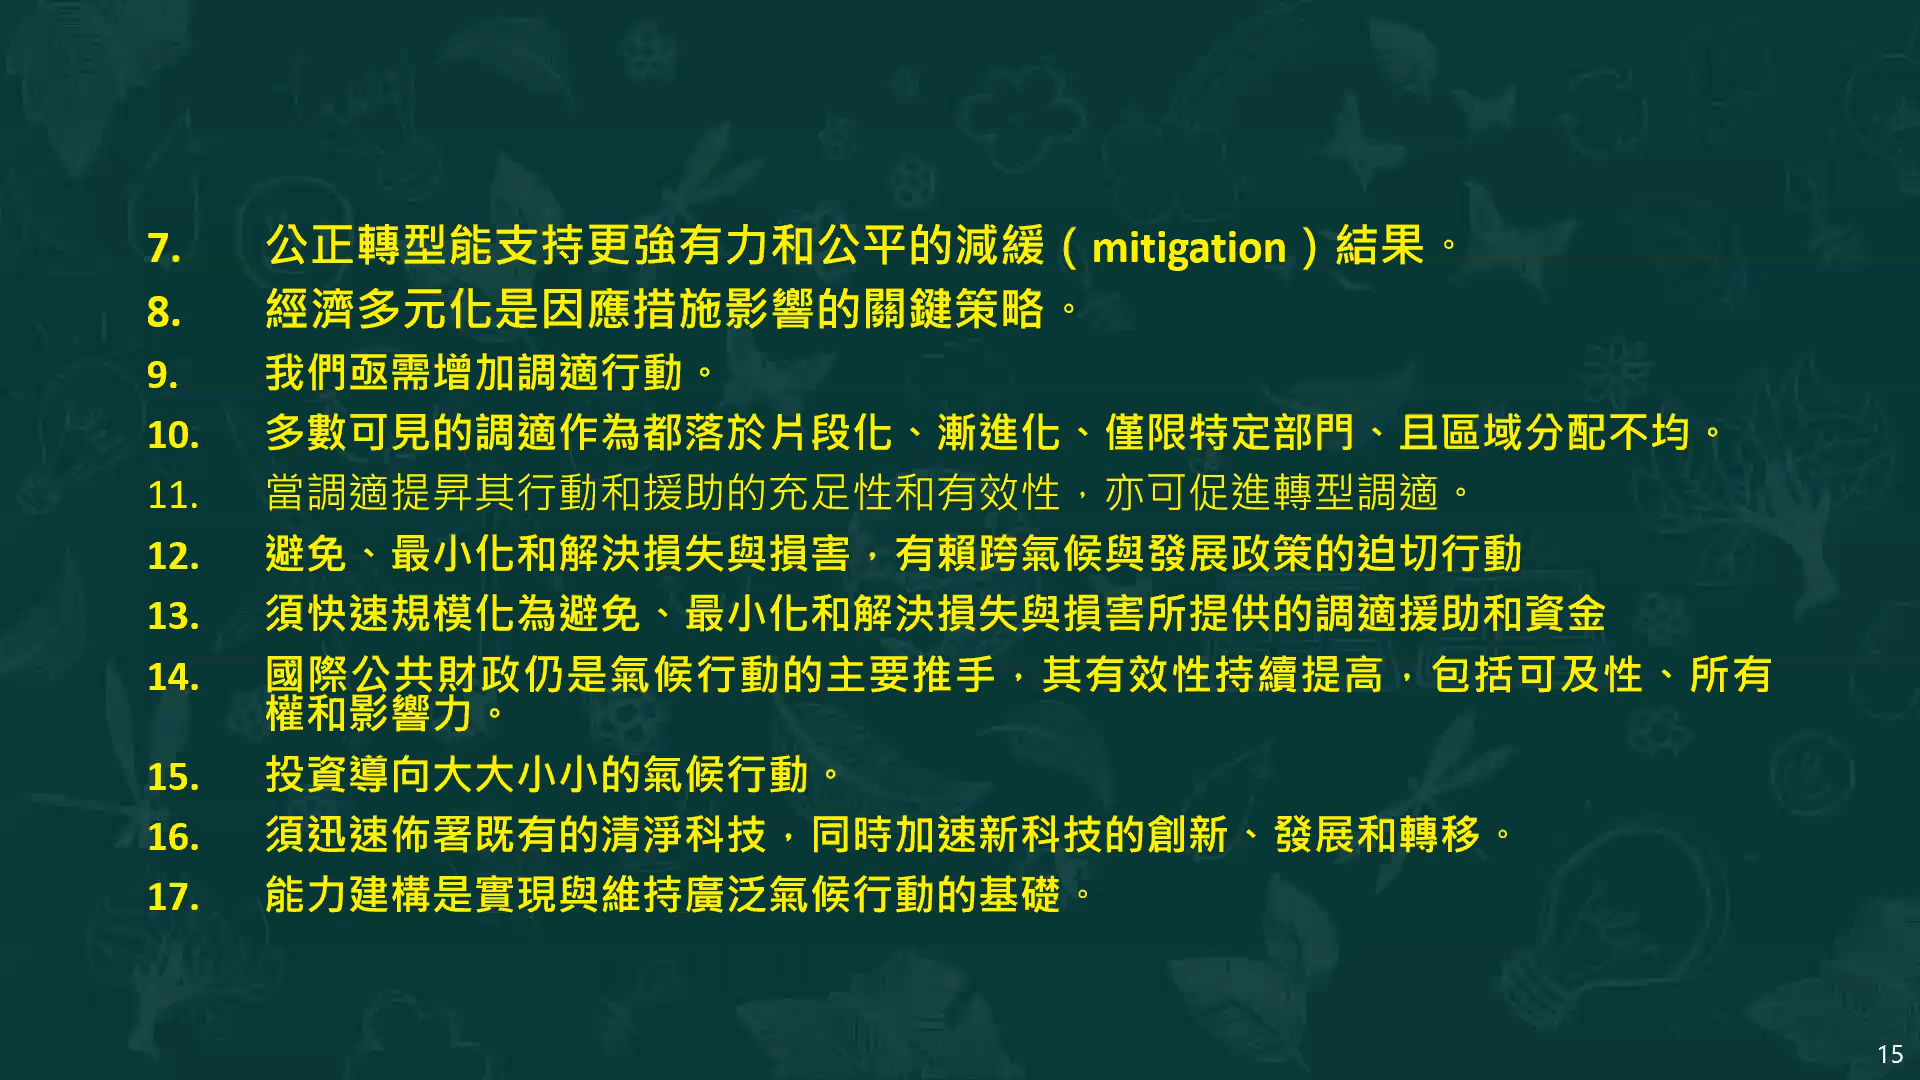 7. 公正轉型能支持更強有力和公平的減緩（mitigation）結果。
8. 經濟多元化是因應措施影響的關鍵策略。
9. 我們亟需增加調適行動。
10. 多數可見的調適作為都落於片段化、漸進化、僅限特定部門、且區域分配不均。
11. 當調適提昇其行動和援助的充足性和有效性，亦可促進轉型調適。
12. 避免、最小化和解決損失與損害，有賴跨氣候與發展政策的迫切行動
13. 須快速規模化為避免、最小化和解決損失與損害所提供的調適援助和資金
14. 國際公共財政仍是氣候行動的主要推手，其有效性持續提高，包括可及性、所有
權和影響力。
15. 投資導向大大小小的氣候行動。
16. 須迅速佈署既有的清淨科技，同時加速新科技的創新、發展和轉移。
17. 能力建構是實現與維持廣泛氣候行動的基礎。
15